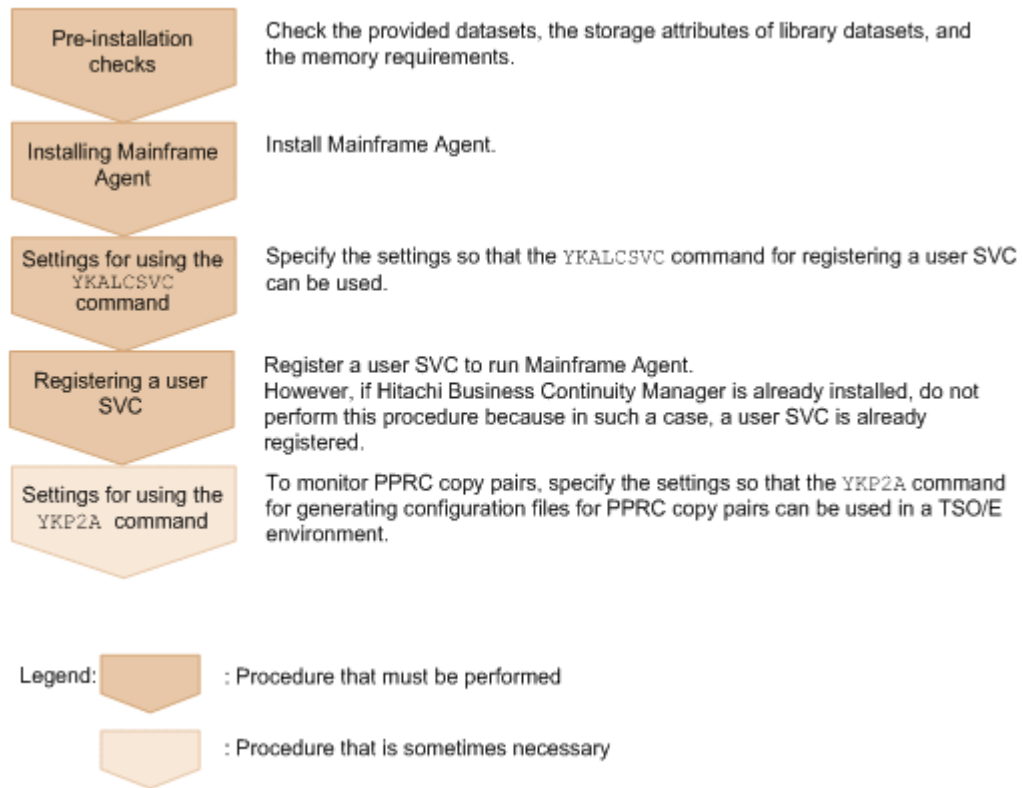 Pre-installation
checks
Check the provided datasets, the storage attributes of library datasets, and
the memory requirements.
Installing Mainframe
Agent
Install Mainframe Agent.
Settings for using the
YKALCSVC
command
Specify the settings so that the YKALCSVC command for registering a user SVC
can be used.
Registering a user
SVC
Register a user SVC to run Mainframe Agent.
However, if Hitachi Business Continuity Manager is already installed, do not
perform this procedure because in such a case, a user SVC is already
registered.
Settings for using the
YKP2A command
To monitor PPRC copy pairs, specify the settings so that the YKP2A command
for generating configuration files for PPRC copy pairs can be used in a TSO/E
environment.
Legend:
: Procedure that must be performed
: Procedure that is sometimes necessary